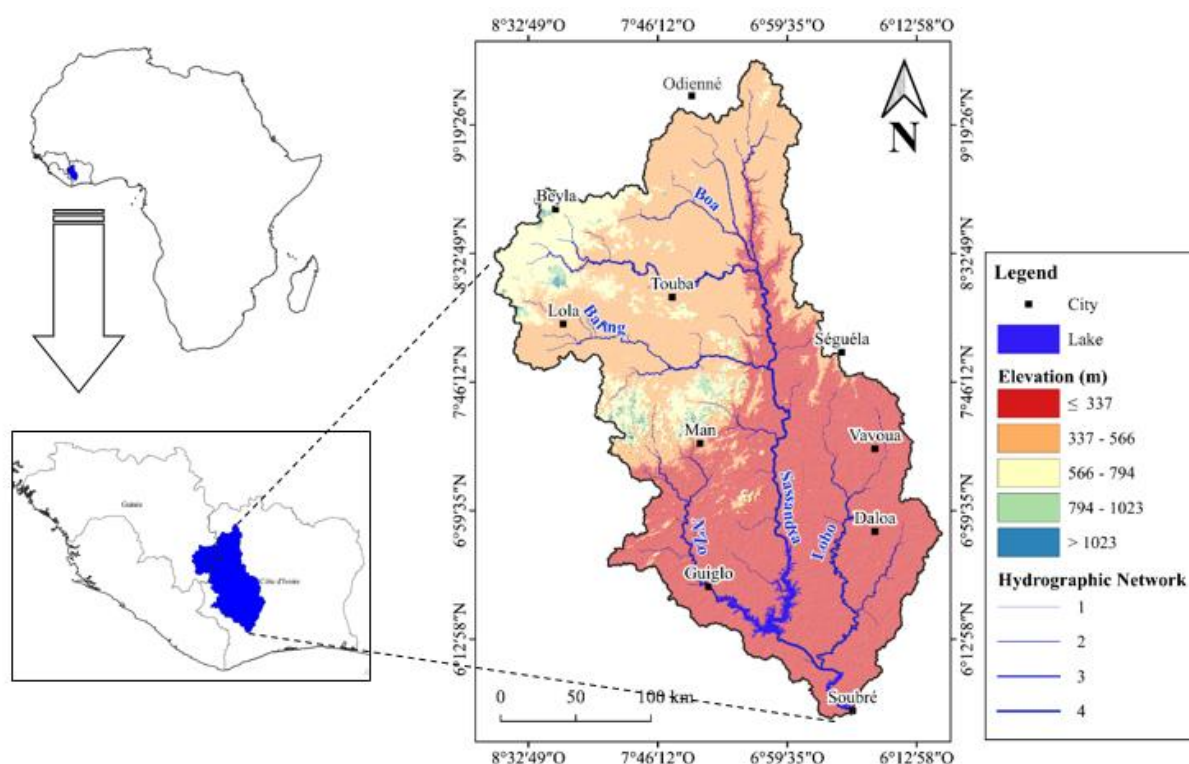 8°32'49"O 7°46'12"O 6°59'35"O 6°12'58"O
9°19'26"N
8°32'49"N
7°46'12"N
6°59'35"N
6°12'58"N
Odienné
N
Beyla
Boa
Touba
Lola
Bafing
Séguéla
Man
Vavoua
Sassandra
Daloa
N'Zo
Lobo
Guiglo
Soubré
0 50 100 km
8°32'49"O 7°46'12"O 6°59'35"O 6°12'58"O
9°19'26"N
8°32'49"N
7°46'12"N
6°59'35"N
6°12'58"N
Guinea
Côte d'Ivoire
Legend
City
Lake
Elevation (m)
≤ 337
337 - 566
566 - 794
794 - 1023
> 1023
Hydrographic Network
1
2
3
4